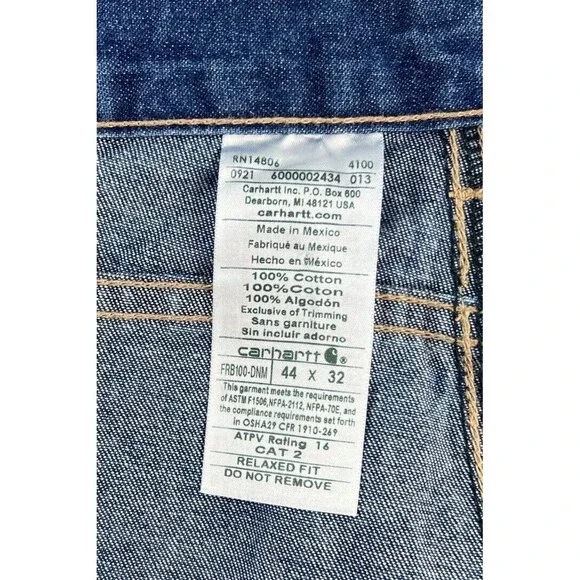 RN14806 4100
0921 6000002434 013
Carhartt Inc. P.O. Box 600
Dearborn, MI 48121 USA
carhartt.com
Made in Mexico
Fabriqué au Mexique
Hecho en México
100% Cotton
100%Coton
100% Algodón
Exclusive of Trimming
Sans garniture
Sin incluir adorno
carhartt ®
FRB100-DNM 44 X 32
This garment meets the requirements
of ASTM F1506,NFPA-2112, NFPA-70E, and
the compliance requirements set forth
in OSHA29 CFR 1910-269
ATPV Rating 16
CAT 2
RELAXED FIT
DO NOT REMOVE